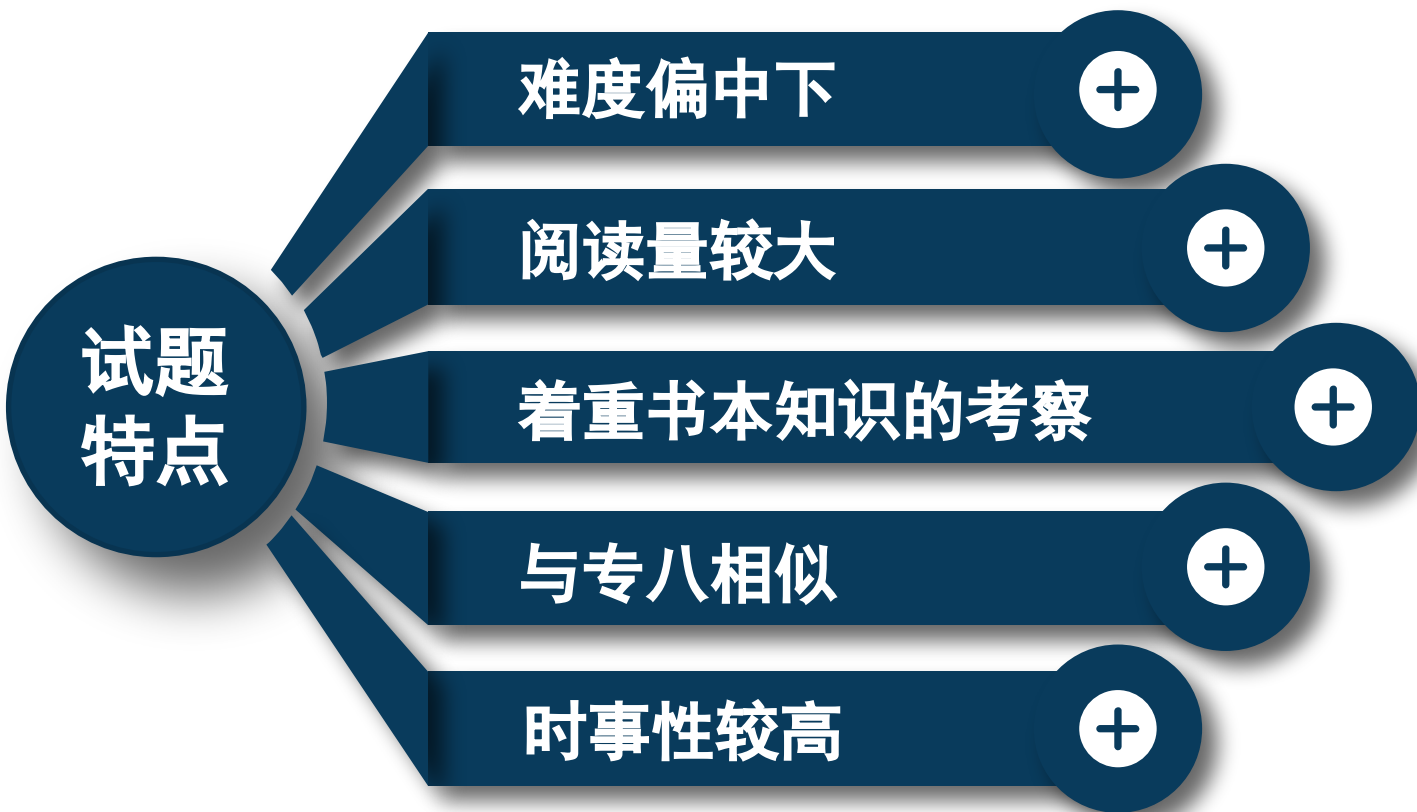 试题
特点
难度偏中下
阅读量较大
着重书本知识的考察
与专八相似
时事性较高